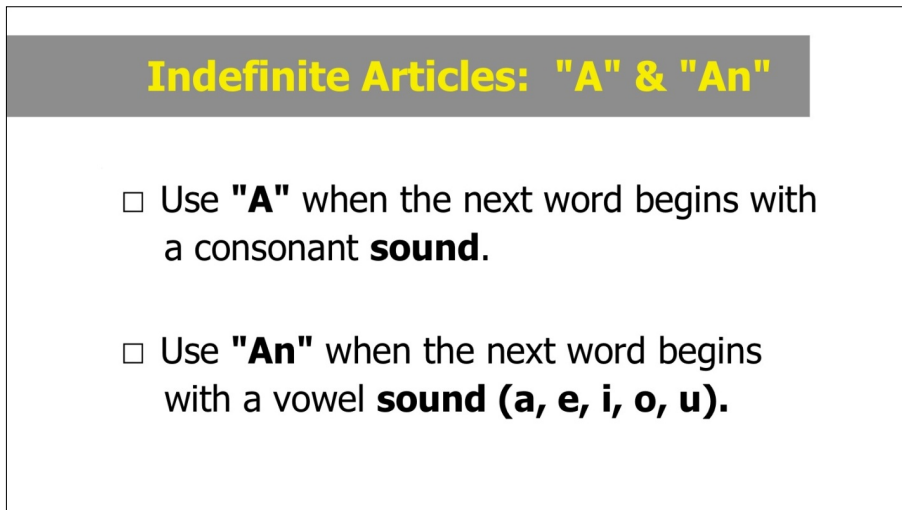 Indefinite Articles: "A" & "An"
□ Use "A" when the next word begins with
a consonant sound.
□ Use "An" when the next word begins
with a vowel sound (a, e, i, o, u).